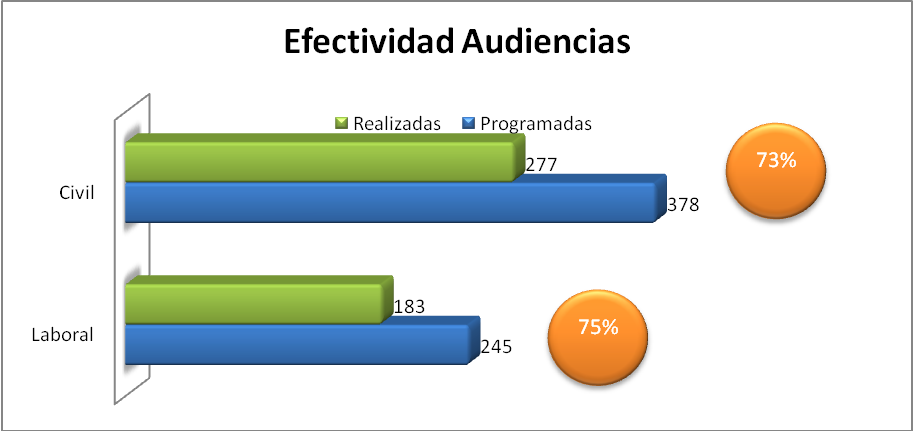 Efectividad Audiencias
Realizadas Programadas
Civil
277
378
73%
Laboral
183
245
75%